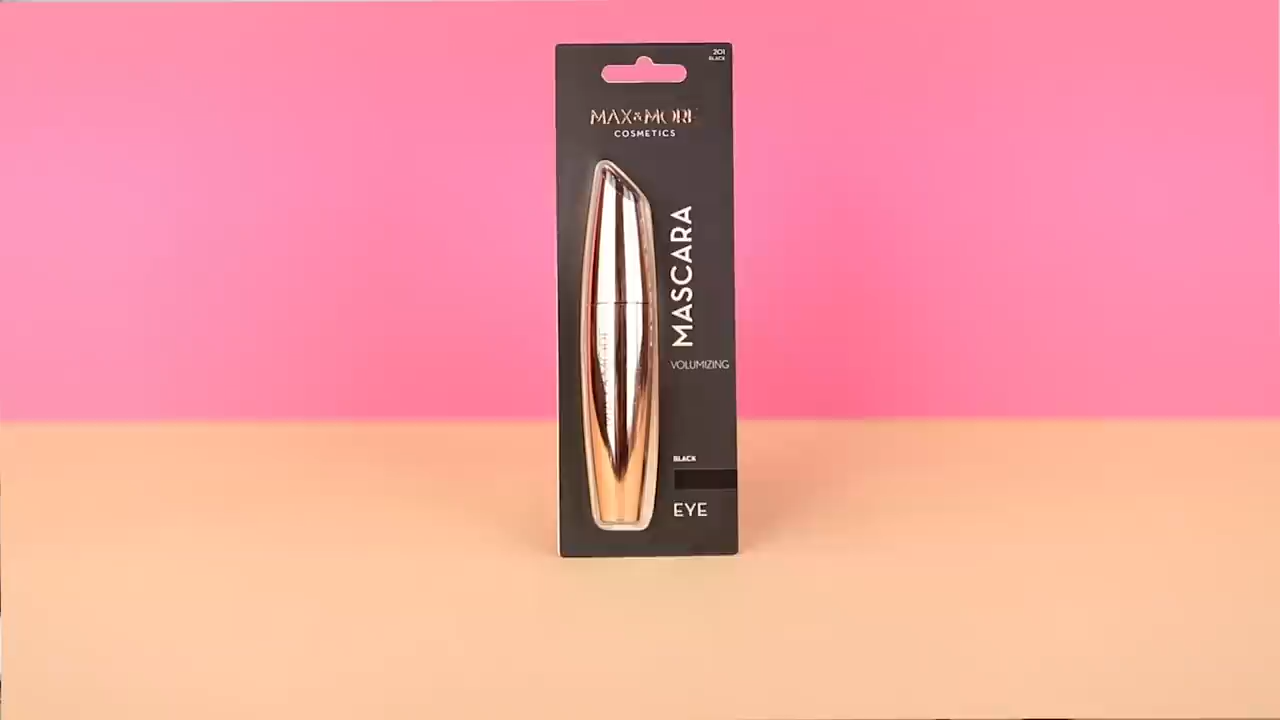 201
BLACK
MAX & MORE
COSMETICS
MASCARA
VOLUMIZING
BLACK
EYE